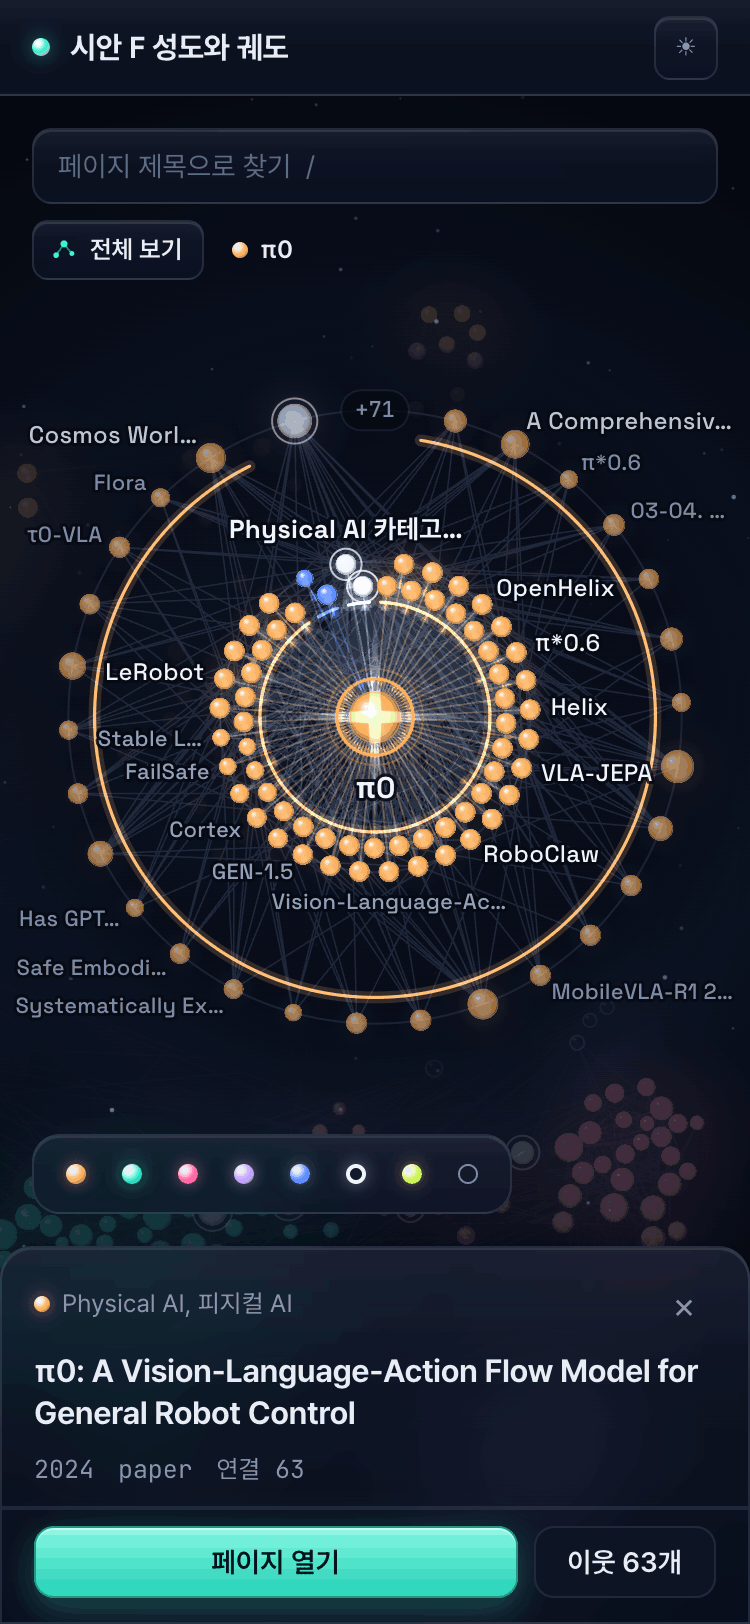 시안 F 성도와 궤도
페이지 제목으로 찾기 /
전체 보기
π0
+71
Cosmos Worl...
A Comprehensiv...
Flora
π*0.6
τ0-VLA
03-04. ...
Physical AI 카테고...
OpenHelix
π*0.6
LeRobot
Helix
Stable L...
FailSafe
VLA-JEPA
π0
Cortex
RoboClaw
GEN-1.5
Vision-Language-Ac...
Has GPT...
Safe Embodi...
MobileVLA-R1 2...
Systematically Ex...
Physical AI, 피지컬 AI
π0: A Vision-Language-Action Flow Model for
General Robot Control
2024 paper 연결 63
페이지 열기
이웃 63개